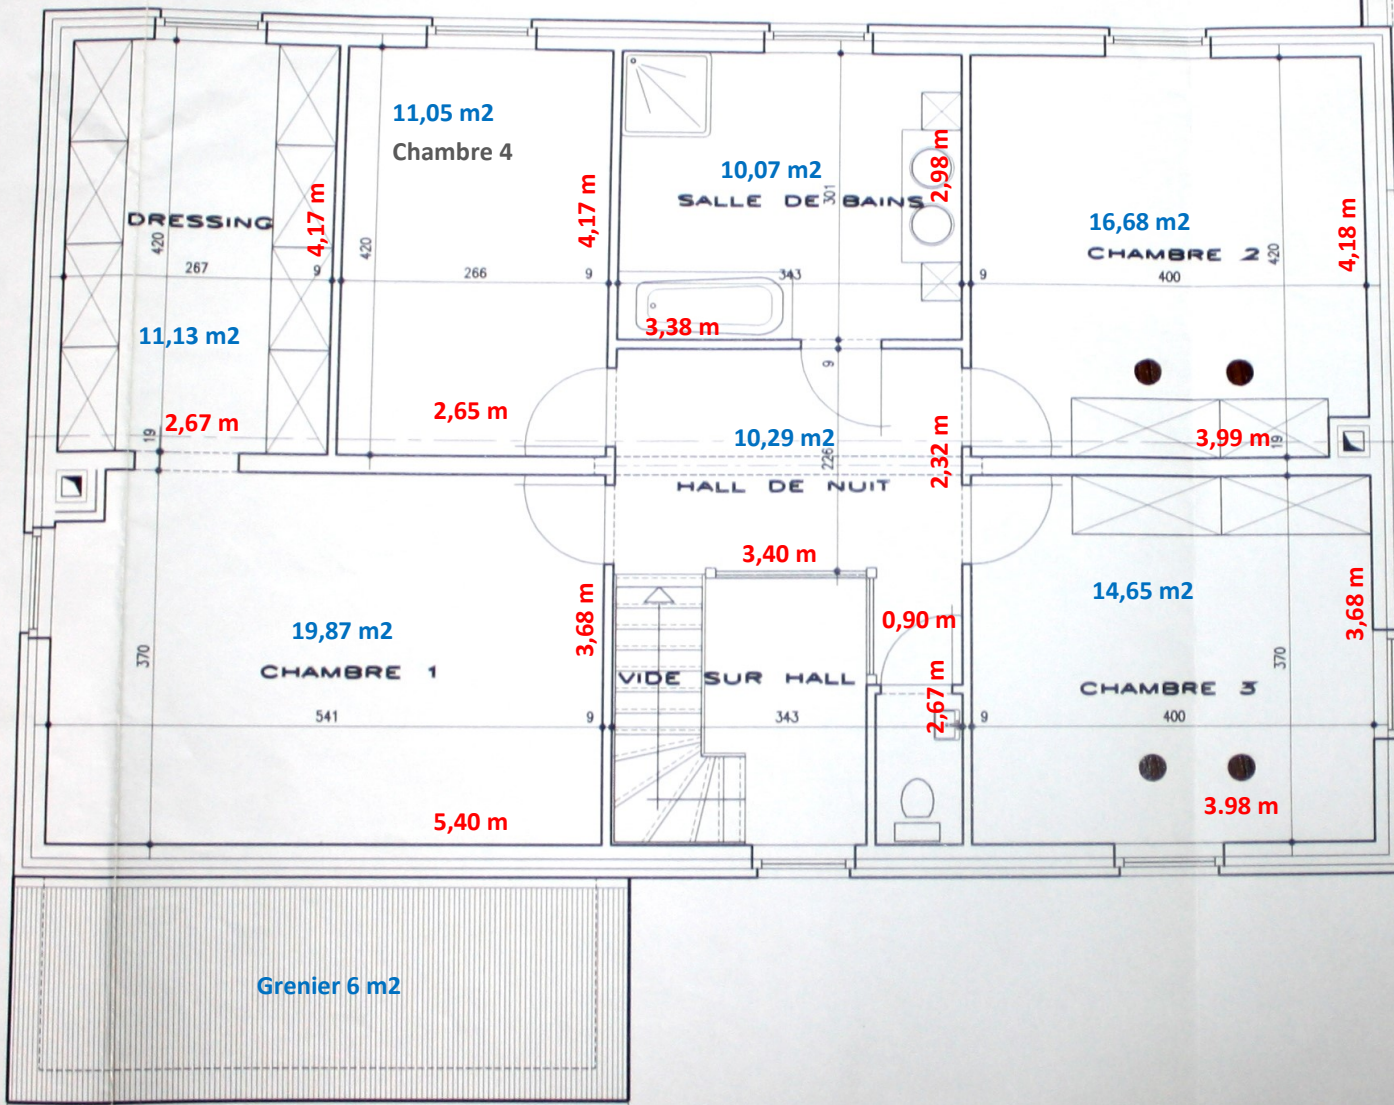 11,05 m2
Chambre 4
DRESSING
4,17 m
420
267
9
11,13 m2
2,67 m
19
420
266
4,17 m
9
2,65 m
10,07 m2
SALLE DE BAINS
2,98 m
301
343
3,38 m
9
16,68 m2
CHAMBRE 2
4,18 m
420
9
400
3,99 m
19
10,29 m2
226
2,32 m
HALL DE NUIT
3,40 m
0,90 m
19,87 m2
CHAMBRE 1
3,68 m
370
541
9
5,40 m
VIDE SUR HALL
343
2,67 m
14,65 m2
CHAMBRE 3
3,68 m
370
9
400
3.98 m
Grenier 6 m2